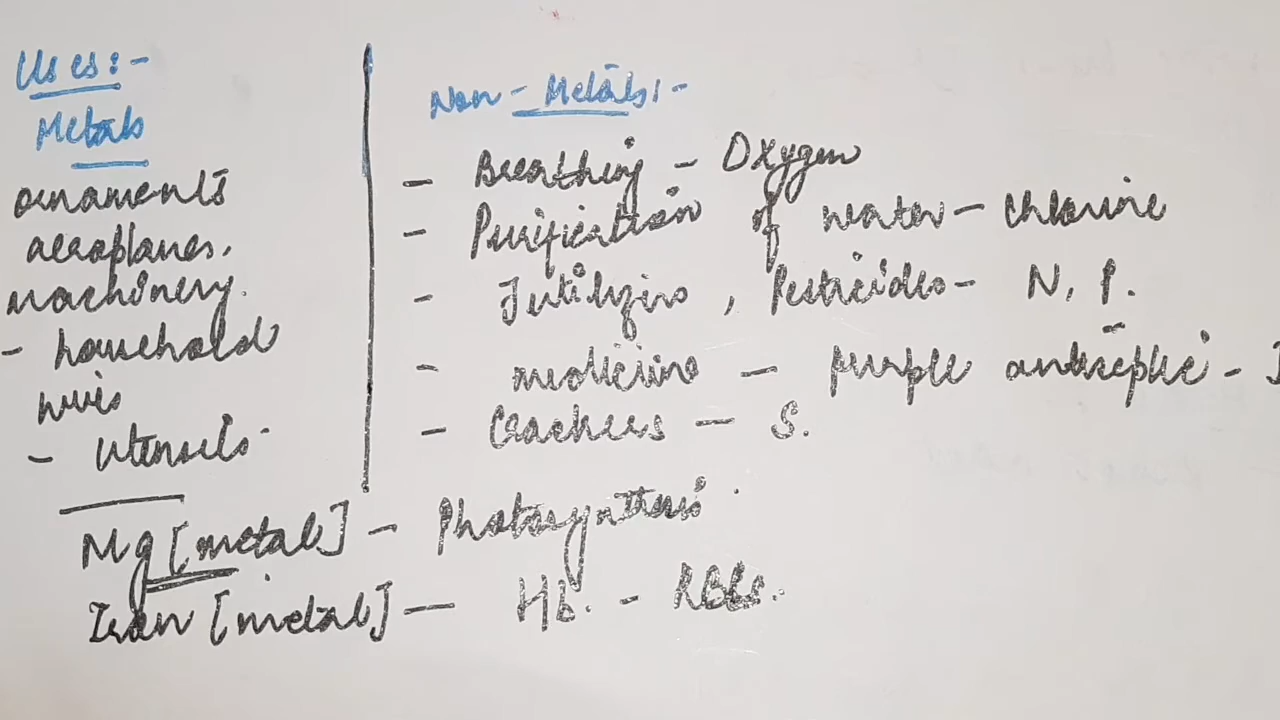 Uses:-
Metals
ornaments
aeroplanes.
machinery.
- household
wires
- Utensils
Non-Metals:-
- Breathing - Oxygen
- Purification of water - chlorine
- Fertilizers, Pesticides - N, P.
- medicine - purple antiseptic - I
- Crackers - S.
Mg [metal] - Photosynthesis.
Iron [metal] - Hb. - RBCs.